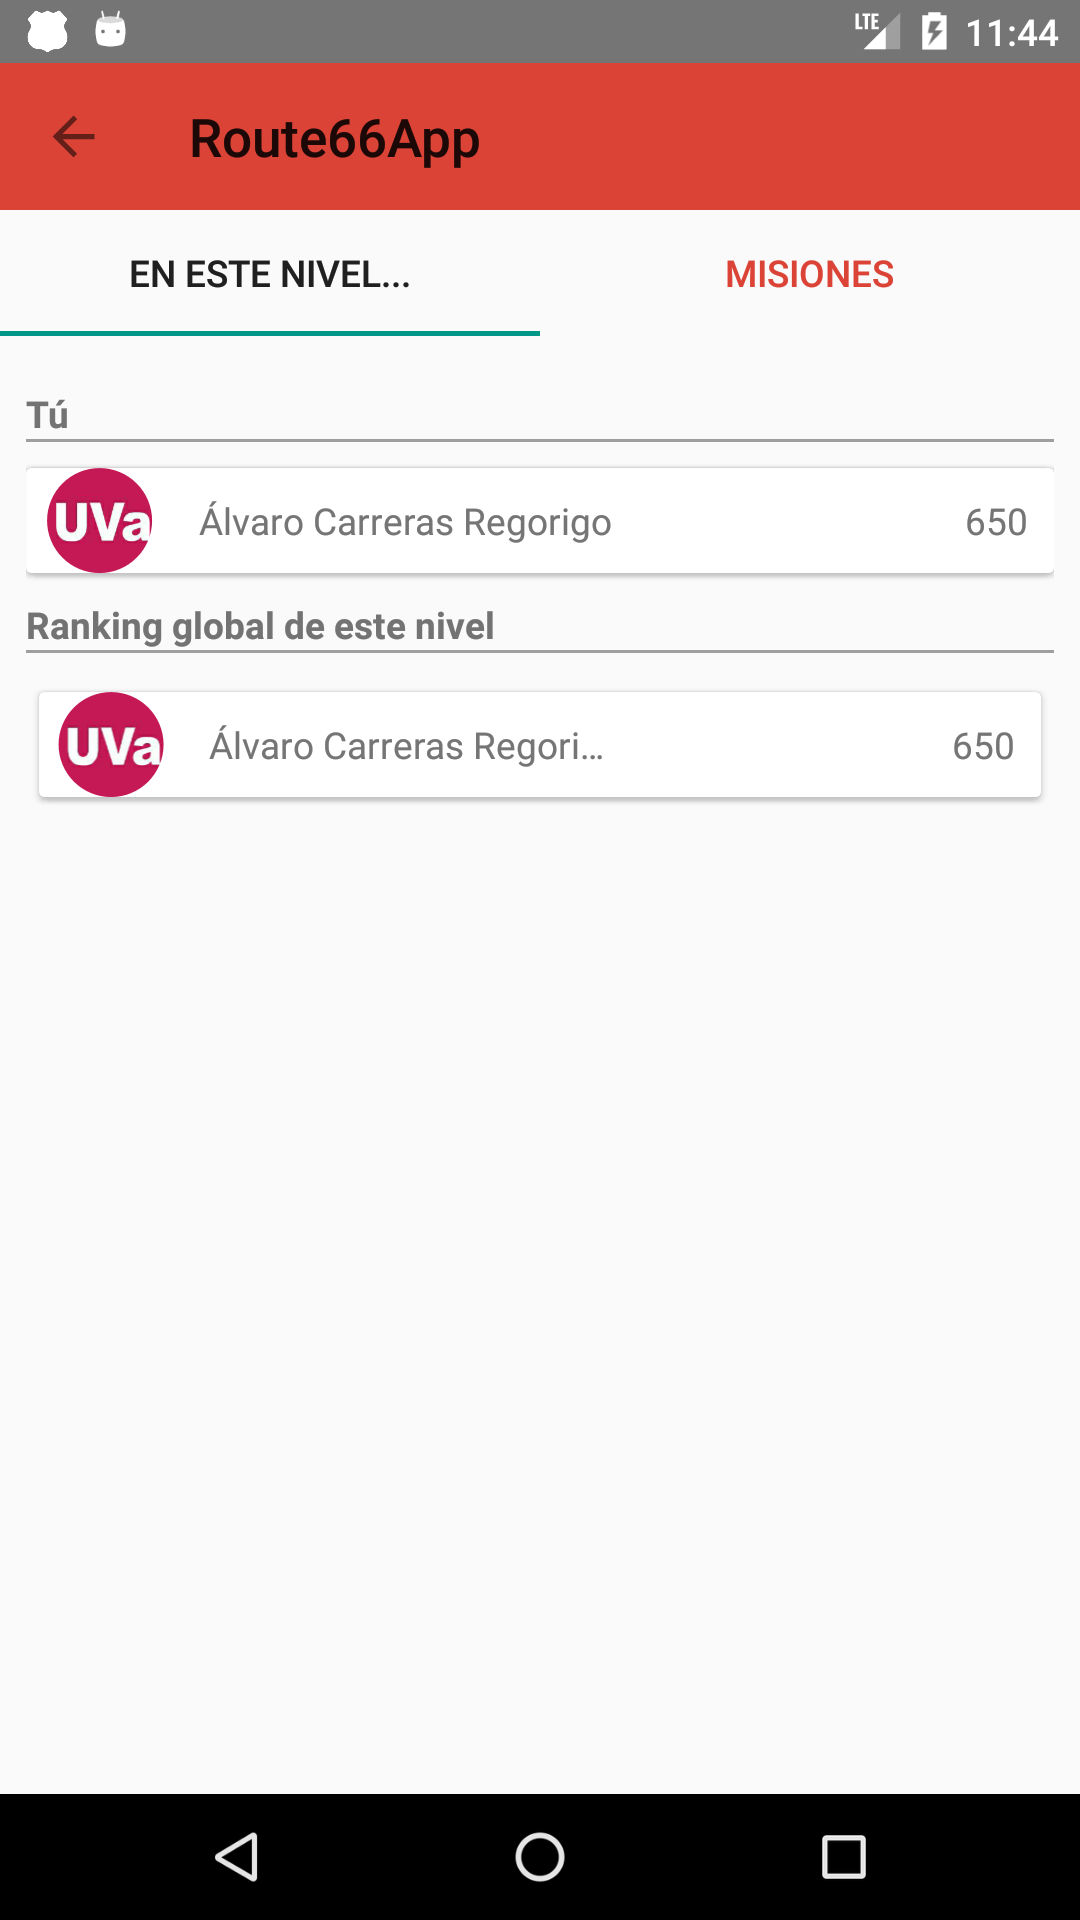 LTE 11:44
Route66App
EN ESTE NIVEL... MISIONES
Tú
UVa Álvaro Carreras Regorigo 650
Ranking global de este nivel
UVa Álvaro Carreras Regori... 650